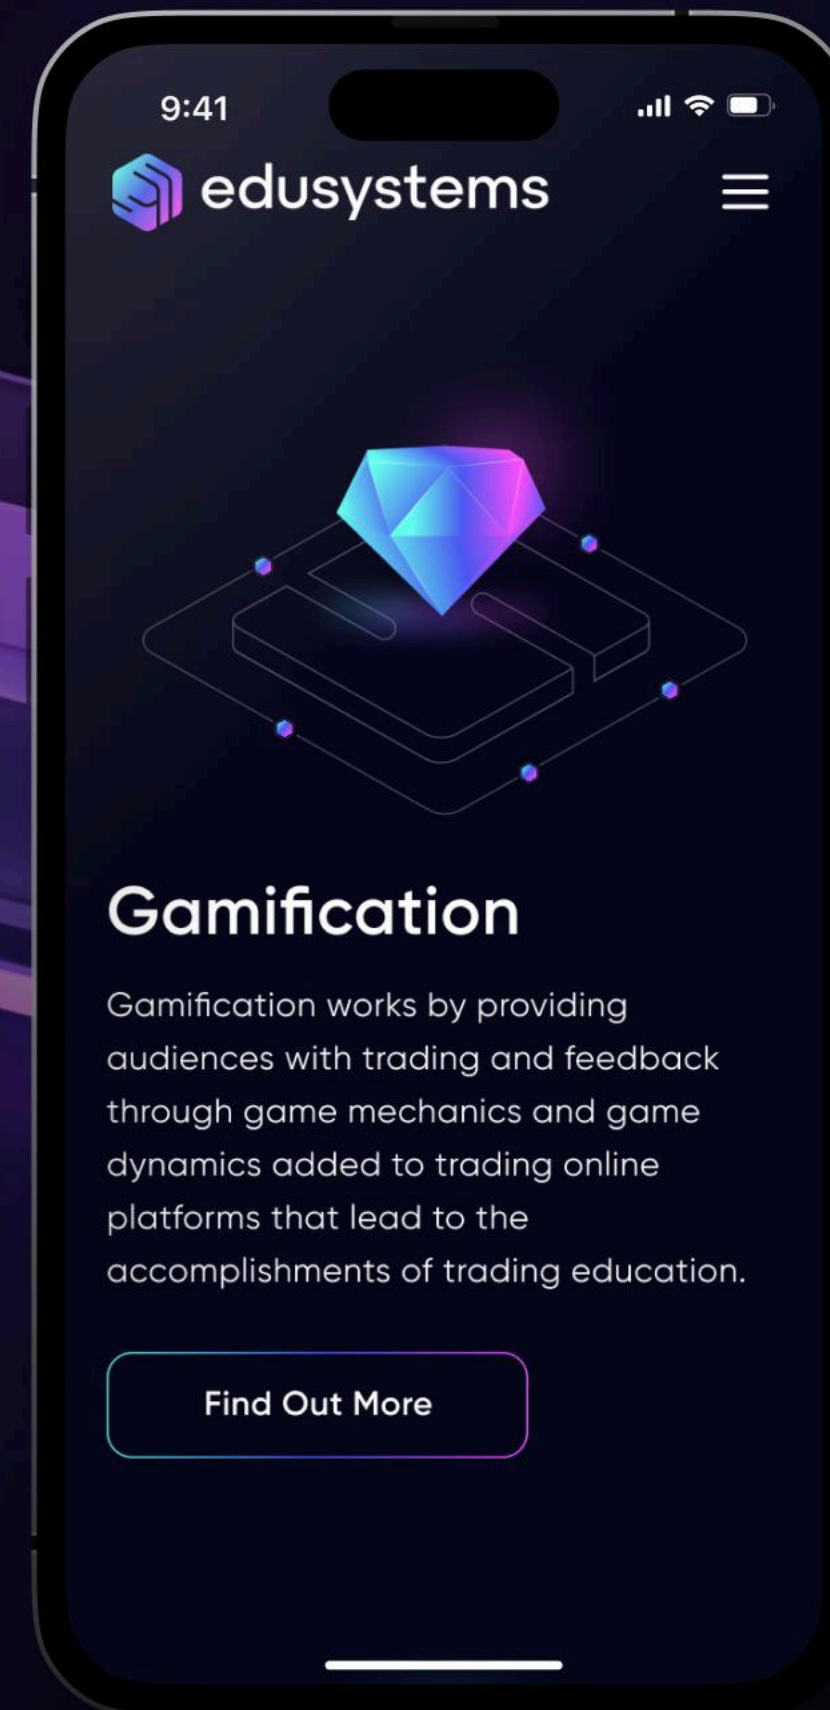 9:41
edusystems
Gamification
Gamification works by providing
audiences with trading and feedback
through game mechanics and game
dynamics added to trading online
platforms that lead to the
accomplishments of trading education.
Find Out More